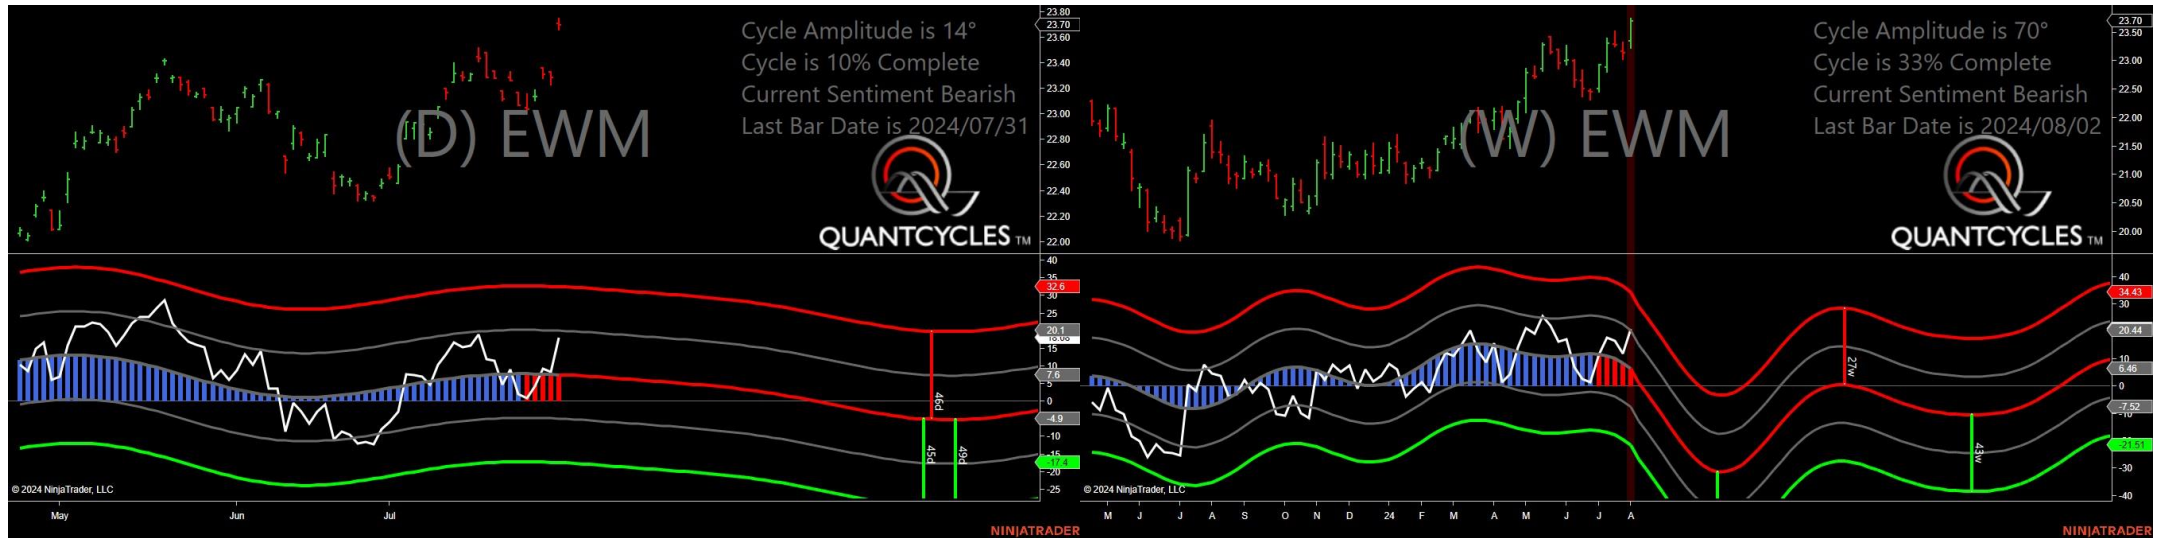 Cycle Amplitude is 14°
Cycle is 10% Complete
Current Sentiment Bearish
Last Bar Date is 2024/07/31
(D) EWM
QUANTCYCLES TM
23.80
23.70
23.60
23.40
23.20
23.00
22.80
22.60
22.40
22.20
22.00
40
35
32.6
30
25
20.1
15
10
7.6
5
0
-4.9
-10
-17.4
-20
-25
46d
45d
49d
© 2024 NinjaTrader, LLC
May Jun Jul
NINJATRADER
Cycle Amplitude is 70°
Cycle is 33% Complete
Current Sentiment Bearish
Last Bar Date is 2024/08/02
(W) EWM
QUANTCYCLES TM
23.70
23.50
23.00
22.50
22.00
21.50
21.00
20.50
20.00
40
34.43
30
20.44
10
6.46
0
-7.52
-21.51
-30
-40
27w
43w
© 2024 NinjaTrader, LLC
M J J A S O N D 24 F M A M J J A
NINJATRADER